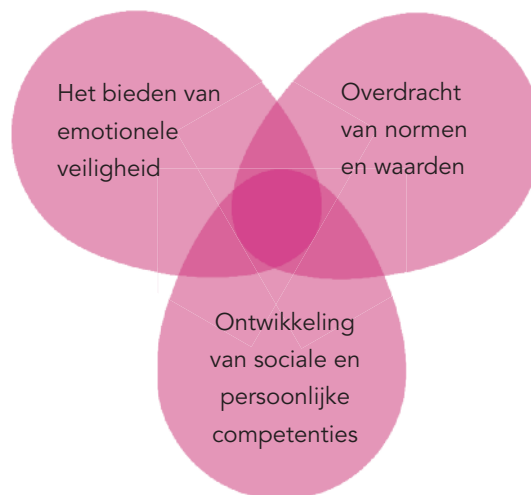 Het bieden van
emotionele
veiligheid
Overdracht
van normen
en waarden
Ontwikkeling
van sociale en
persoonlijke
competenties